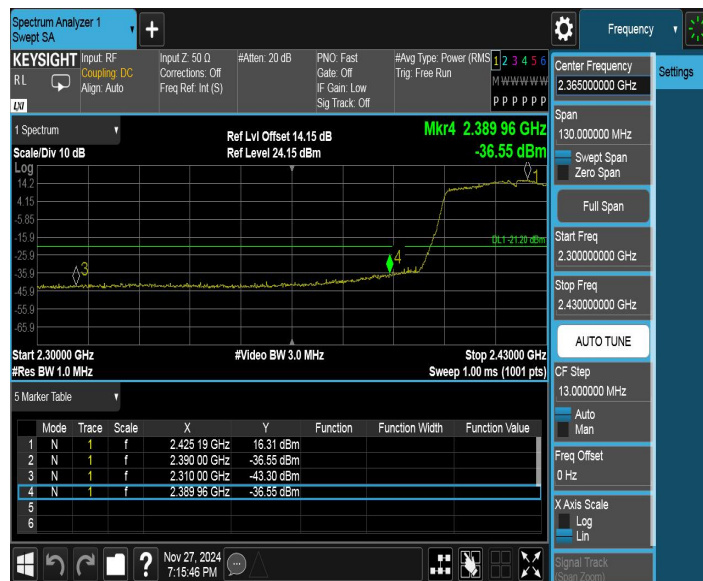 Spectrum Analyzer 1
Swept SA
+
Frequency
KEYSIGHT
RL
LXI
Input: RF
Coupling: DC
Align: Auto
Input Z: 50 Ω
Corrections: Off
Freq Ref: Int (S)
#Atten: 20 dB
PNO: Fast
Gate: Off
IF Gain: Low
Sig Track: Off
#Avg Type: Power (RMS
Trig: Free Run
1 2 3 4 5 6
M W W W W W
P P P P P P
Center Frequency
2.365000000 GHz
Settings
Span
130.000000 MHz
Swept Span
Zero Span
Full Span
Start Freq
2.300000000 GHz
Stop Freq
2.430000000 GHz
AUTO TUNE
CF Step
13.000000 MHz
Auto
Man
Freq Offset
0 Hz
X Axis Scale
Log
Lin
Signal Track
(Span Zoom)
1 Spectrum
Scale/Div 10 dB
Ref Lvl Offset 14.15 dB
Ref Level 24.15 dBm
Mkr4 2.389 96 GHz
-36.55 dBm
Log
14.2
4.15
-5.85
-15.9
-25.9
-35.9
-45.9
-55.9
-65.9
1
DL1 -21.20 dBm
4
3
Start 2.30000 GHz
#Video BW 3.0 MHz
Stop 2.43000 GHz
#Res BW 1.0 MHz
Sweep 1.00 ms (1001 pts)
5 Marker Table
Mode Trace Scale X Y Function Function Width Function Value
1 N 1 f 2.425 19 GHz 16.31 dBm
2 N 1 f 2.390 00 GHz -36.55 dBm
3 N 1 f 2.310 00 GHz -43.30 dBm
4 N 1 f 2.389 96 GHz -36.55 dBm
5
6
?
Nov 27, 2024
7:15:46 PM